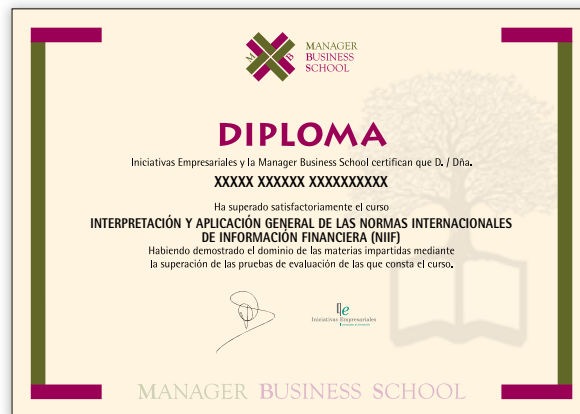 M B
MANAGER
BUSINESS
SCHOOL
DIPLOMA
Iniciativas Empresariales y la Manager Business School certifican que D. / Dña.
XXXXX XXXXXX XXXXXXXXXX
Ha superado satisfactoriamente el curso
INTERPRETACIÓN Y APLICACIÓN GENERAL DE LAS NORMAS INTERNACIONALES
DE INFORMACIÓN FINANCIERA (NIIF)
Habiendo demostrado el dominio de las materias impartidas mediante
la superación de las pruebas de evaluación de las que consta el curso.
Ie
Iniciativas Empresariales
MANAGER BUSINESS SCHOOL